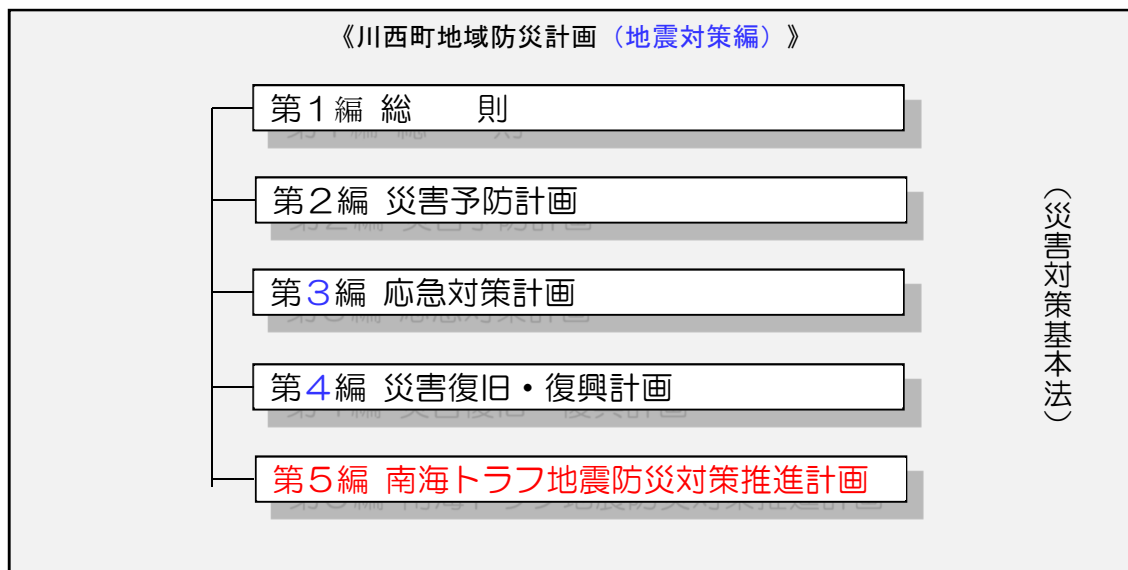 《川西町地域防災計画（地震対策編）》
第１編 総　　則
第２編 災害予防計画
第３編 応急対策計画
第４編 災害復旧・復興計画
第５編 南海トラフ地震防災対策推進計画
（災害対策基本法）